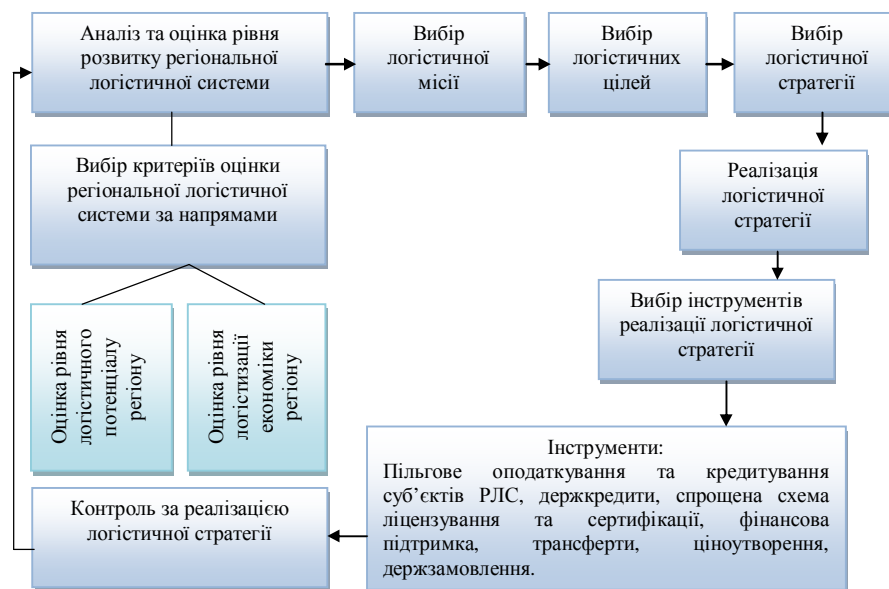 Аналіз та оцінка рівня
розвитку регіональної
логістичної системи
Вибір
логістичної
місії
Вибір
логістичних
цілей
Вибір
логістичної
стратегії
Вибір критеріїв оцінки
регіональної логістичної
системи за напрямами
Реалізація
логістичної
стратегії
Вибір інструментів
реалізації логістичної
стратегії
Оцінка рівня
логістичного
потенціалу
регіону
Оцінка рівня
логістизації
економіки
регіону
Інструменти:
Пільгове оподаткування та кредитування
суб’єктів РЛС, держкредити, спрощена схема
ліцензування та сертифікації, фінансова
підтримка, трансферти, ціноутворення,
держзамовлення.
Контроль за реалізацією
логістичної стратегії